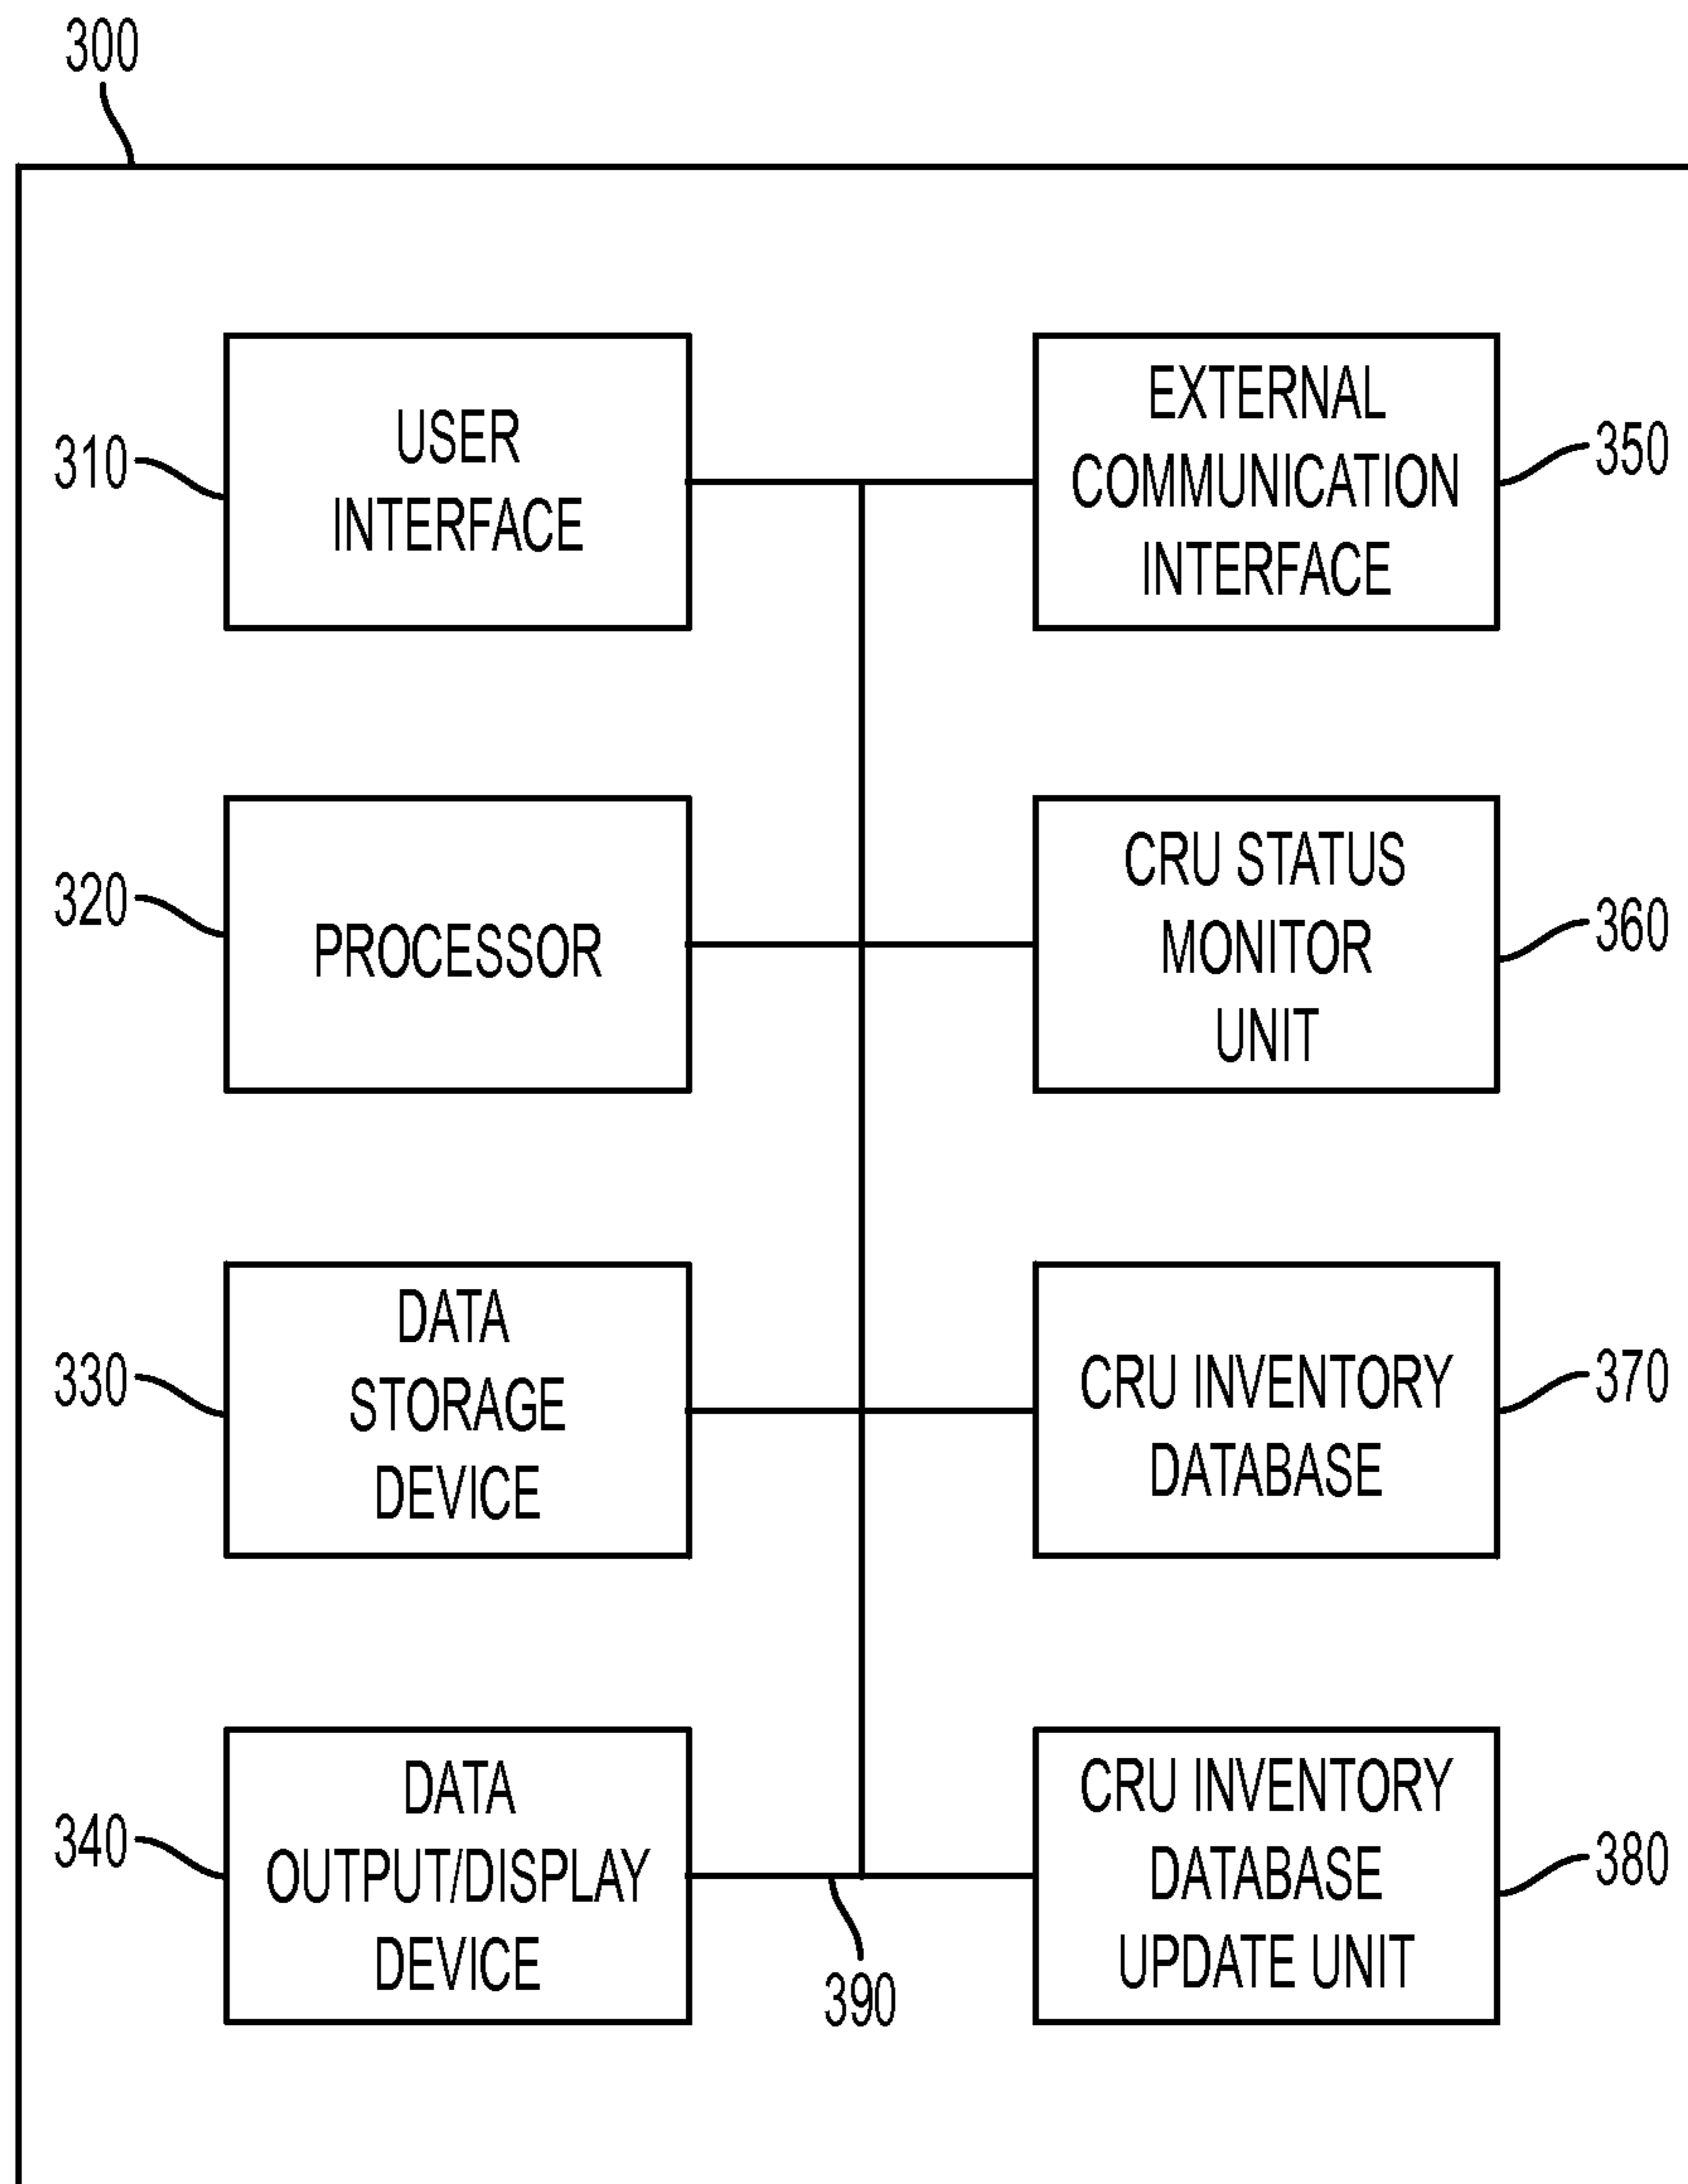 300
310
USER
INTERFACE
EXTERNAL
COMMUNICATION
INTERFACE
350
320
PROCESSOR
CRU STATUS
MONITOR
UNIT
360
330
DATA
STORAGE
DEVICE
CRU INVENTORY
DATABASE
370
340
DATA
OUTPUT/DISPLAY
DEVICE
390
CRU INVENTORY
DATABASE
UPDATE UNIT
380